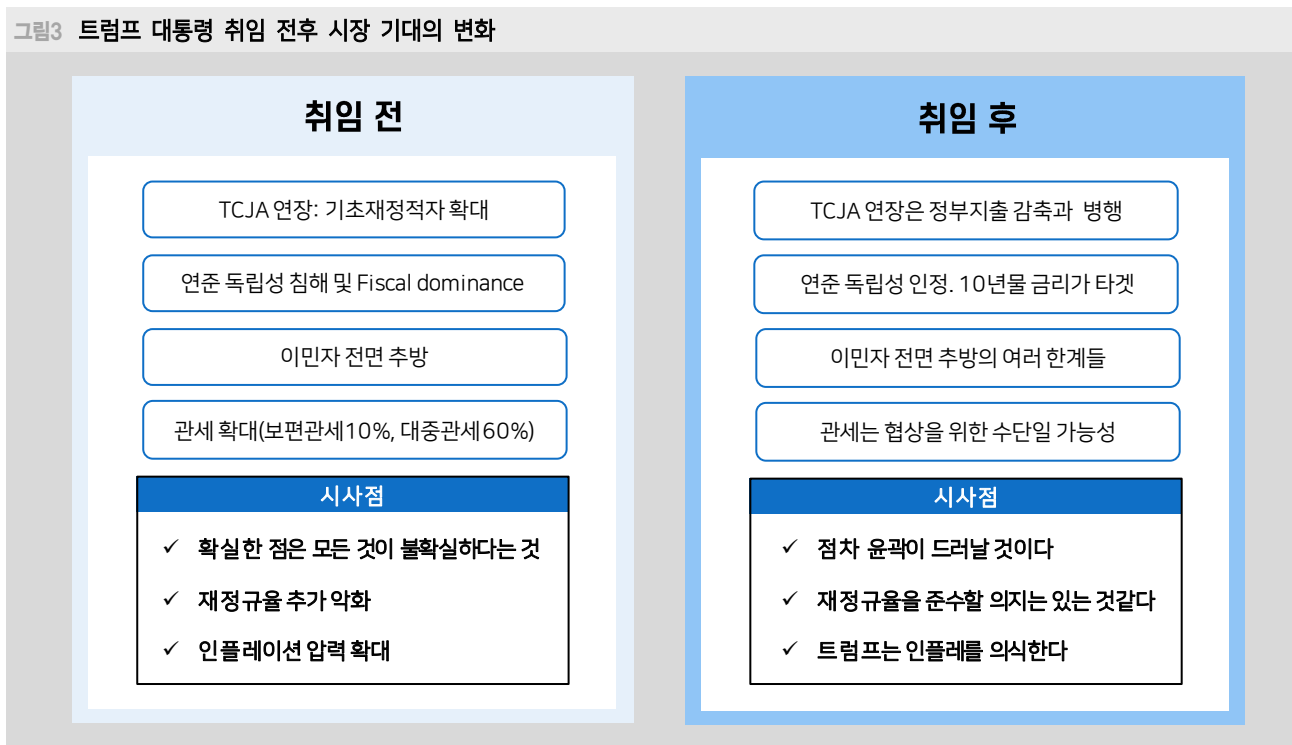 그림3 트럼프 대통령 취임 전후 시장 기대의 변화
취임 전
TCJA 연장: 기초재정적자 확대
연준 독립성 침해 및 Fiscal dominance
이민자 전면 추방
관세 확대(보편관세10%, 대중관세60%)
시사점
✓ 확실한 점은 모든 것이 불확실하다는 것
✓ 재정규율 추가 악화
✓ 인플레이션 압력 확대
취임 후
TCJA 연장은 정부지출 감축과 병행
연준 독립성 인정. 10년물 금리가 타겟
이민자 전면 추방의 여러 한계들
관세는 협상을 위한 수단일 가능성
시사점
✓ 점차 윤곽이 드러날 것이다
✓ 재정규율을 준수할 의지는 있는 것같다
✓ 트럼프는 인플레를 의식한다